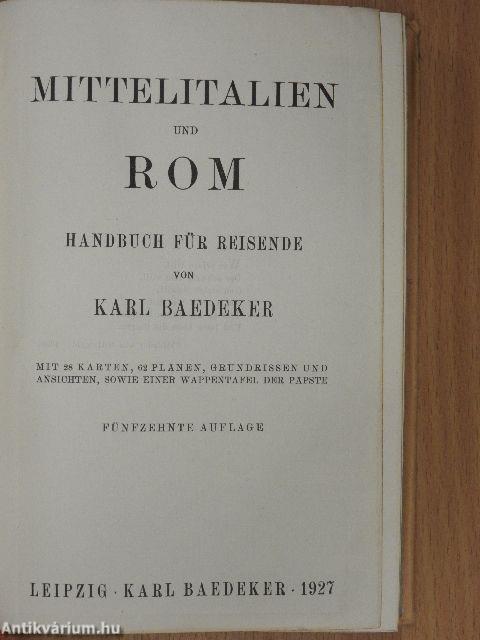 MITTELITALIEN
UND
ROM
HANDBUCH FÜR REISENDE
VON
KARL BAEDEKER
MIT 28 KARTEN, 62 PLÄNEN, GRUNDRISSEN UND
ANSICHTEN, SOWIE EINER WAPPENTAFEL DER PÄPSTE
FÜNFZEHNTE AUFLAGE
LEIPZIG · KARL BAEDEKER · 1927
Antikvárium.hu